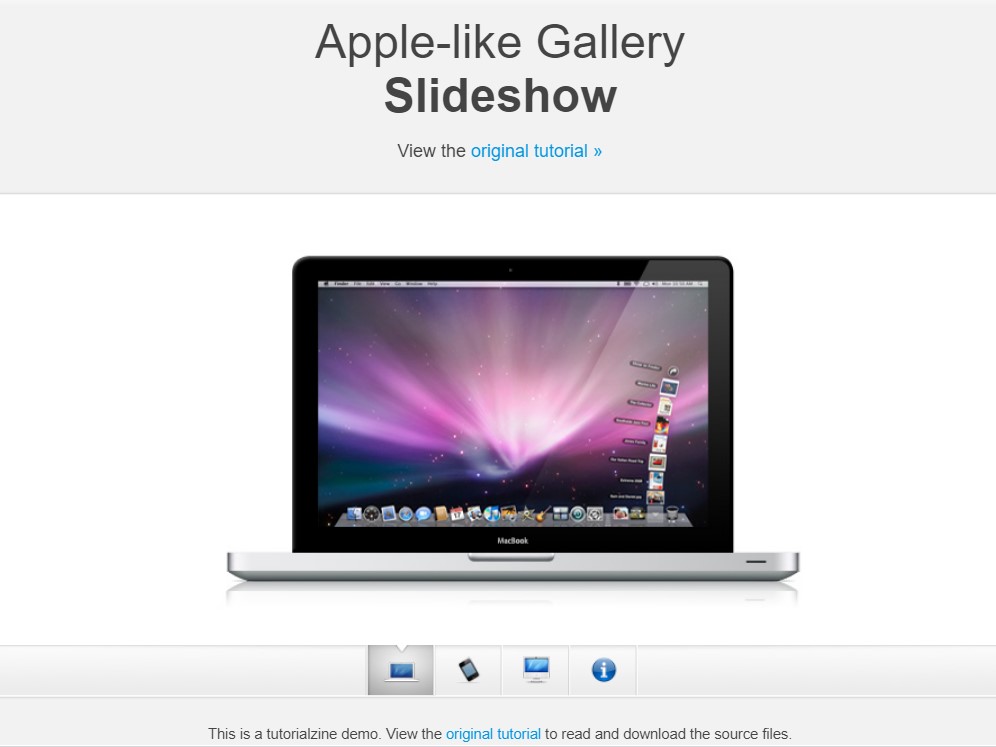 Apple-like Gallery
Slideshow
View the original tutorial »
Finder File Edit View Go Window Help
MacBook
This is a tutorialzine demo. View the original tutorial to read and download the source files.